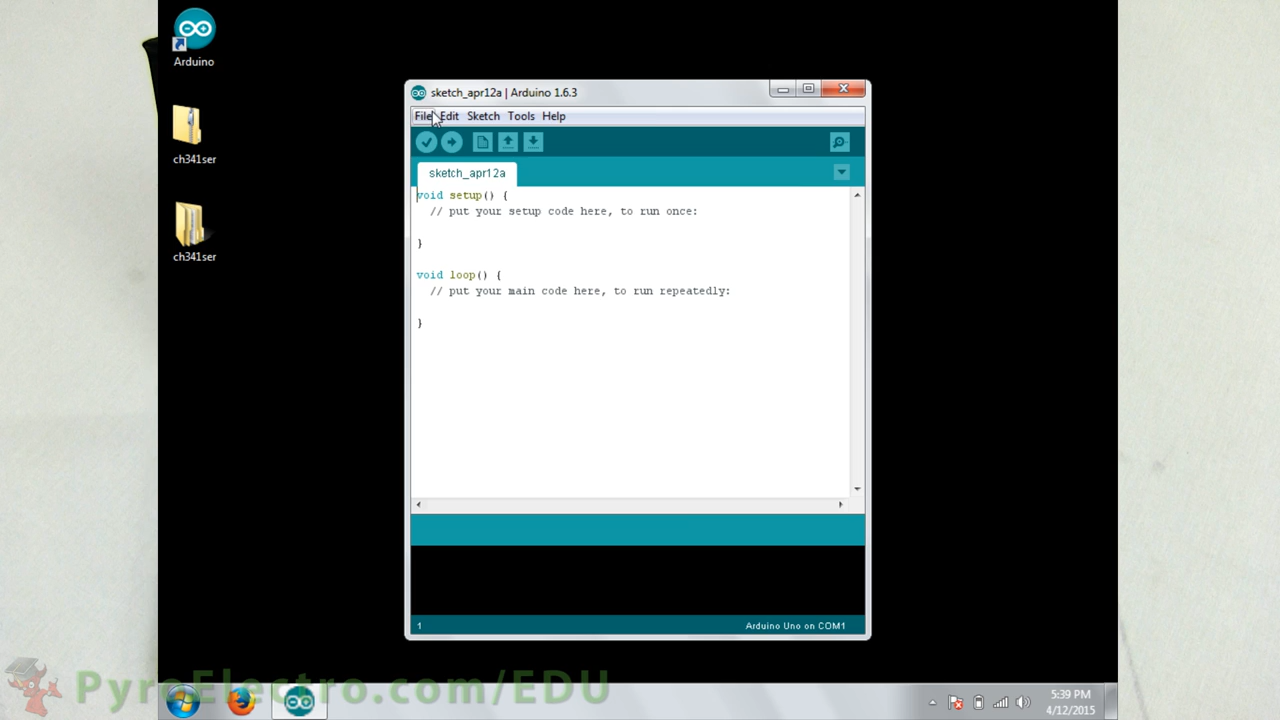 Arduino
ch341ser
ch341ser
sketch_apr12a | Arduino 1.6.3
File Edit Sketch Tools Help
sketch_apr12a
void setup() {
// put your setup code here, to run once:
}
void loop() {
// put your main code here, to run repeatedly:
}
1
Arduino Uno on COM1
PyroElectro.com/EDU
5:39 PM
4/12/2015